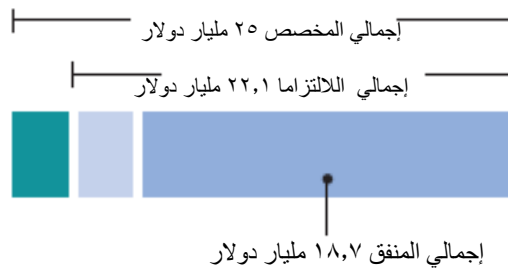 إجمالي المخصص ٢٥ مليار دولار
إجمالي اللالتزاما ٢٢,١ مليار دولار
إجمالي المنفق ١٨,٧ مليار دولار